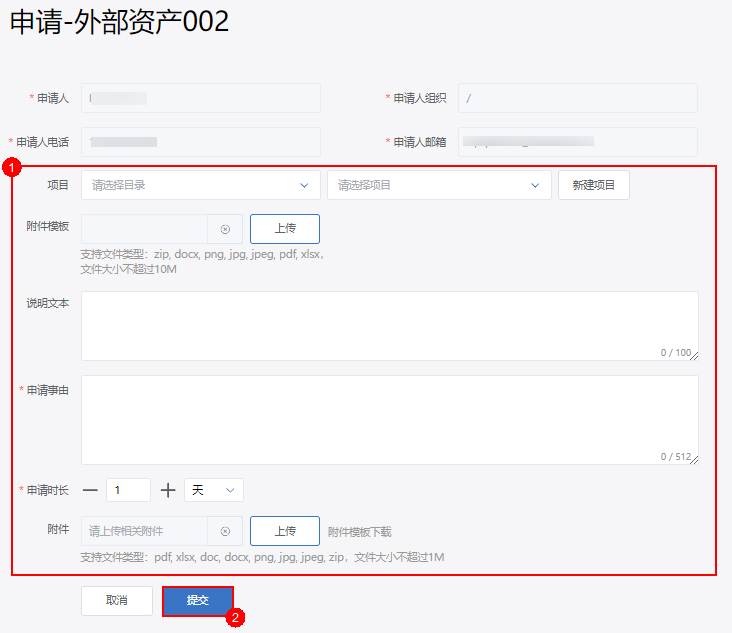 申请-外部资产002
* 申请人
* 申请人组织 /
* 申请人电话
* 申请人邮箱
1
项目 请选择目录 请选择项目 新建项目
附件模板 上传
支持文件类型：zip, docx, png, jpg, jpeg, pdf, xlsx,
文件大小不超过10M
说明文本
0 / 100
* 申请事由
0 / 512
* 申请时长 1 天
附件 请上传相关附件 上传 附件模板下载
支持文件类型：pdf, xlsx, doc, docx, png, jpg, jpeg, zip，文件大小不超过1M
取消 提交
2